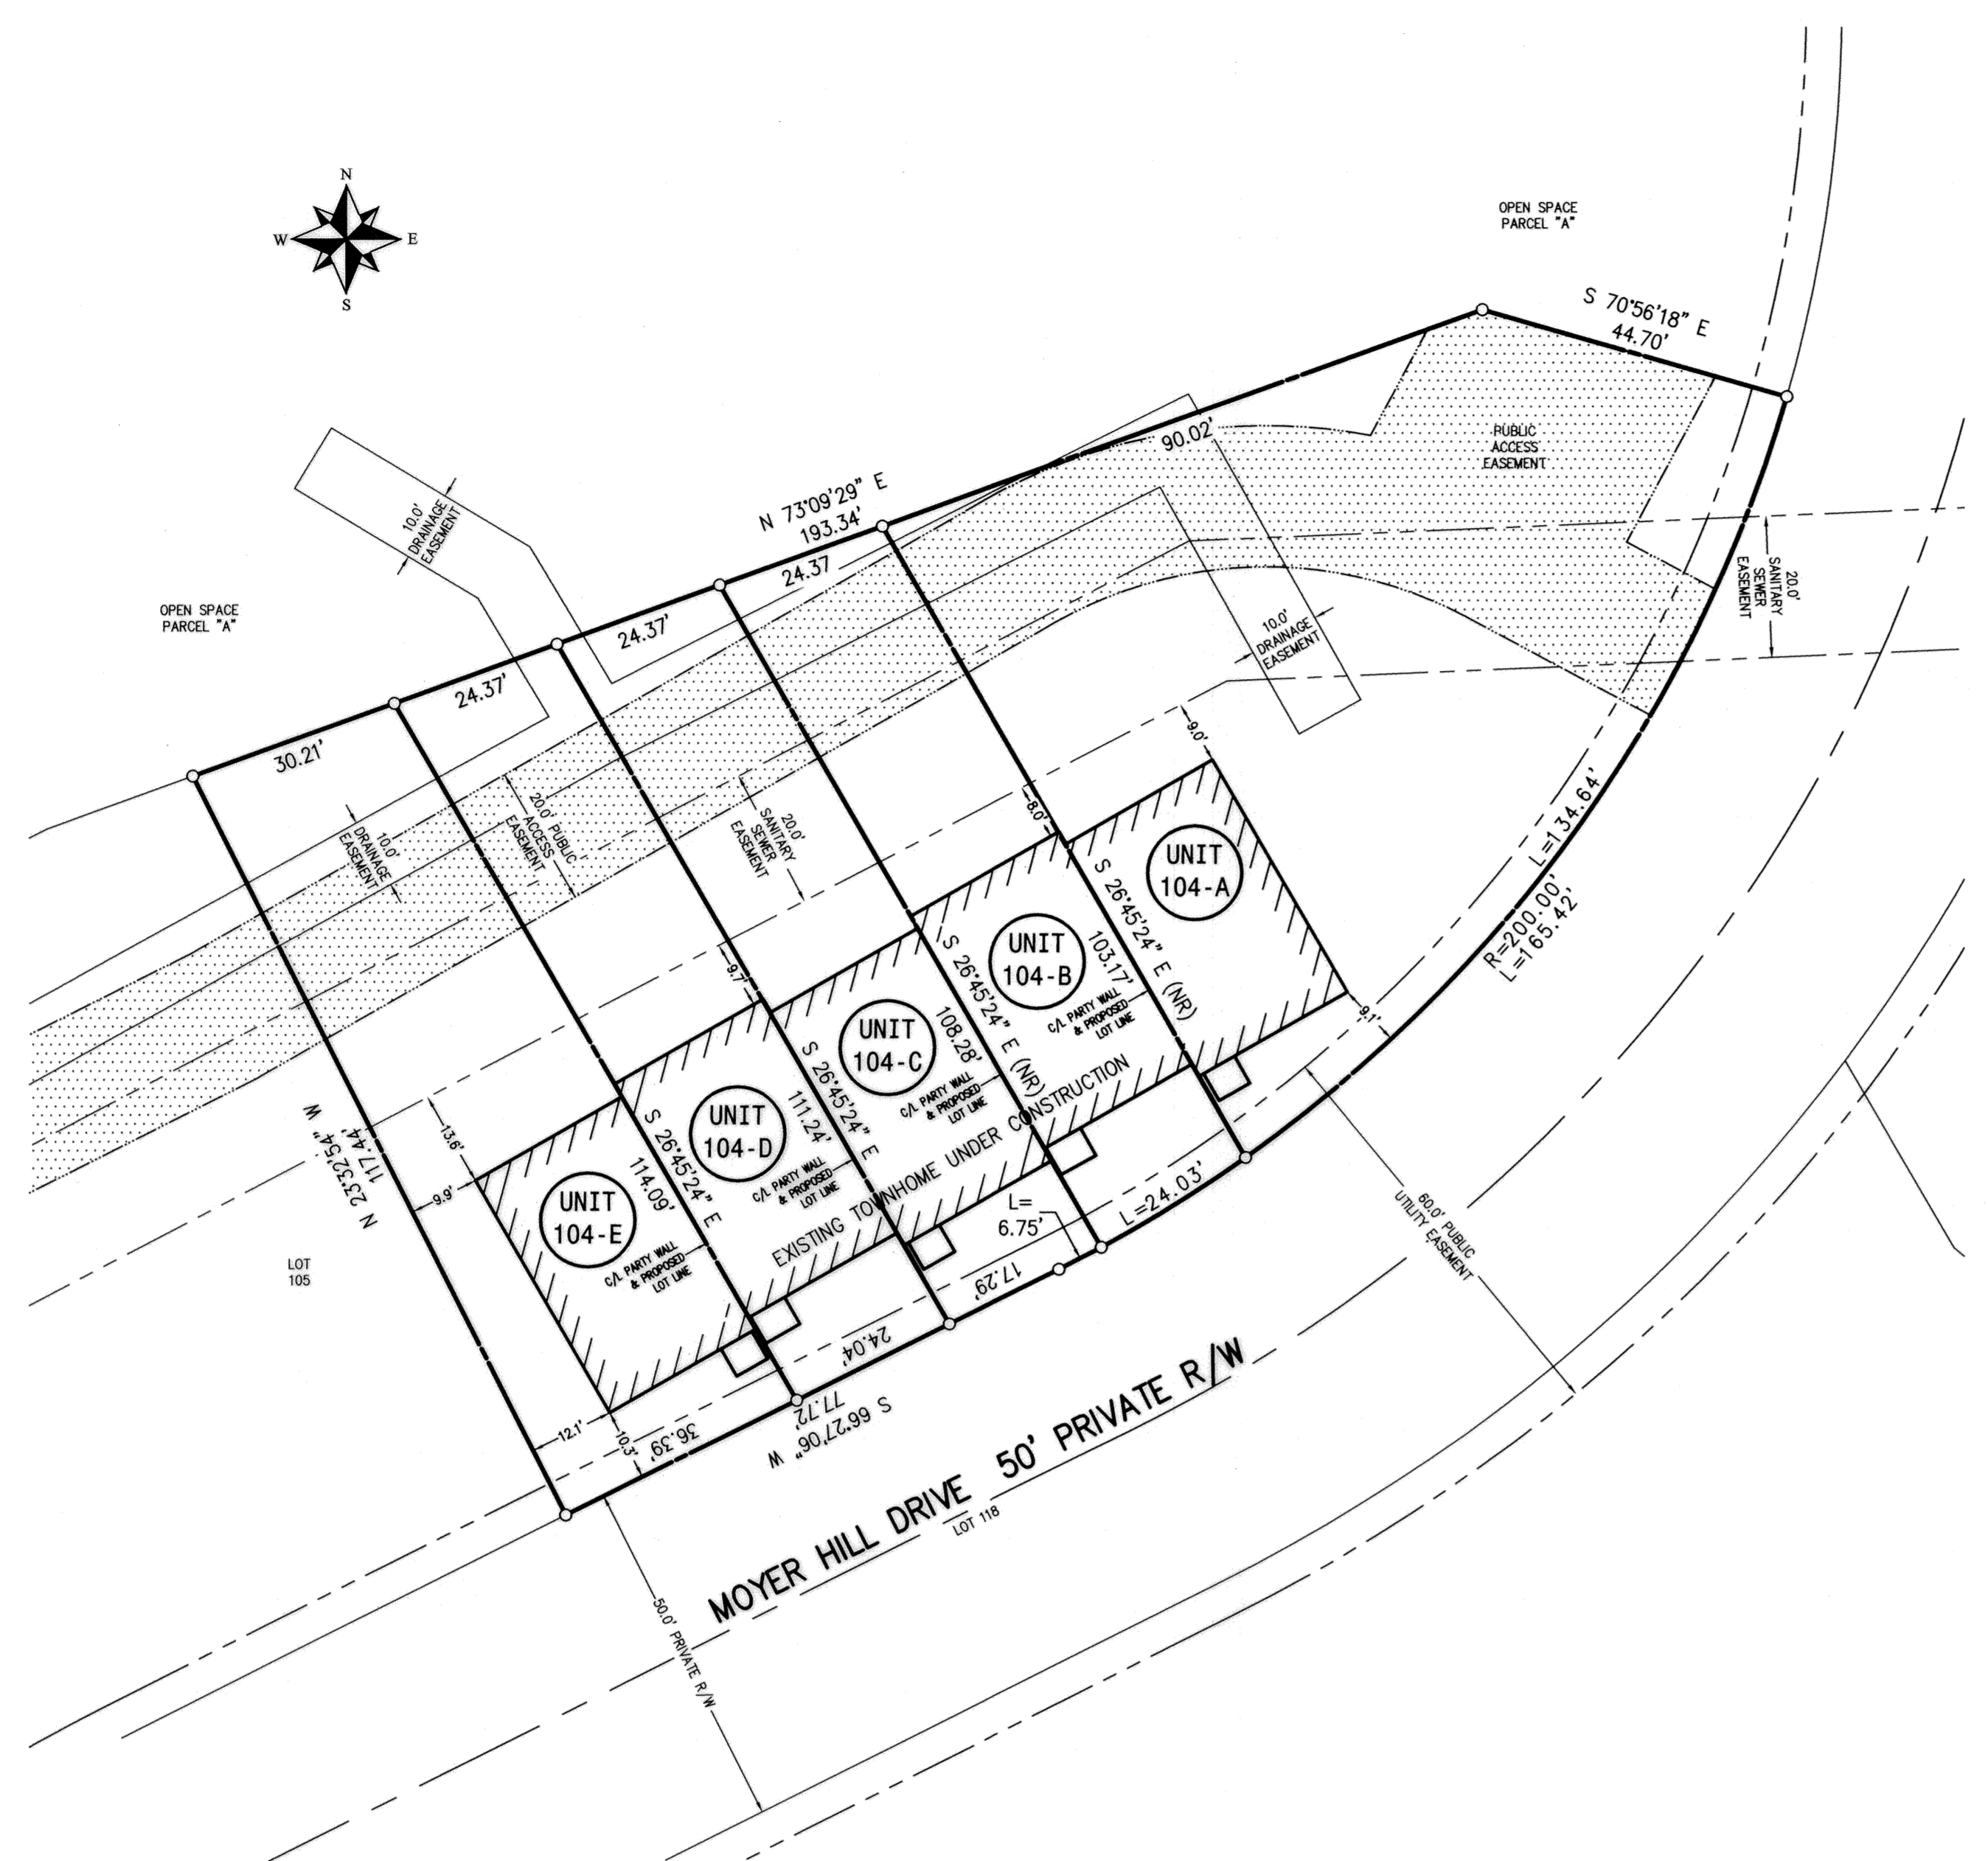 N
W E
S
OPEN SPACE
PARCEL "A"
S 70°56'18" E
44.70'
90.02'
PUBLIC
ACCESS
EASEMENT
10.0'
DRAINAGE
EASEMENT
N 73°09'29" E
193.34'
24.37
24.37'
24.37'
30.21'
OPEN SPACE
PARCEL "A"
20.0'
SANITARY
SEWER
EASEMENT
10.0'
DRAINAGE
EASEMENT
9.0'
8.0'
10.0'
DRAINAGE
EASEMENT
20.0' PUBLIC
ACCESS
EASEMENT
20.0'
SANITARY
SEWER
EASEMENT
L=134.64'
R=200.00'
L=165.42'
UNIT
104-A
S 26°45'24" E (NR)
103.17'
UNIT
104-B
C/L PARTY WALL
& PROPOSED
LOT LINE
9.1'
9.7'
S 26°45'24" E (NR)
108.28'
UNIT
104-C
C/L PARTY WALL
& PROPOSED
LOT LINE
S 26°45'24" E
111.24'
UNIT
104-D
C/L PARTY WALL
& PROPOSED
LOT LINE
S 26°45'24" E
114.09'
UNIT
104-E
C/L PARTY WALL
& PROPOSED
LOT LINE
EXISTING TOWNHOME UNDER CONSTRUCTION
13.6'
9.9'
N 23°32'54" W
117.44'
LOT
105
L=
6.75'
L=24.03'
17.29'
24.04'
36.39'
S 66°27'06" W
77.72'
12.1'
10.3'
60.0' PUBLIC
UTILITY EASEMENT
MOYER HILL DRIVE 50' PRIVATE R/W
LOT 118
50.0' PRIVATE R/W